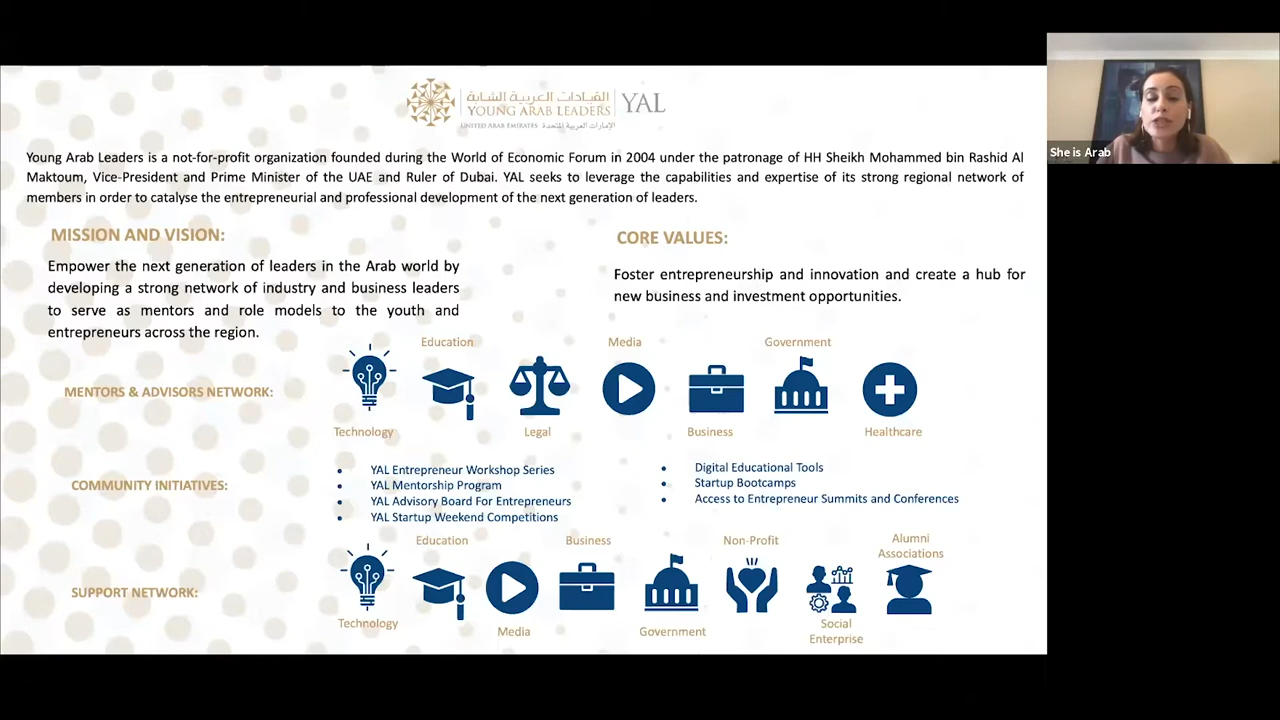 القيادات العربية الشابة
YOUNG ARAB LEADERS
YAL
UNITED ARAB EMIRATES الإمارات العربية المتحدة
She is Arab
Young Arab Leaders is a not-for-profit organization founded during the World of Economic Forum in 2004 under the patronage of HH Sheikh Mohammed bin Rashid Al
Maktoum, Vice-President and Prime Minister of the UAE and Ruler of Dubai. YAL seeks to leverage the capabilities and expertise of its strong regional network of
members in order to catalyse the entrepreneurial and professional development of the next generation of leaders.
MISSION AND VISION:
Empower the next generation of leaders in the Arab world by
developing a strong network of industry and business leaders
to serve as mentors and role models to the youth and
entrepreneurs across the region.
CORE VALUES:
Foster entrepreneurship and innovation and create a hub for
new business and investment opportunities.
MENTORS & ADVISORS NETWORK:
Education Media Government
Technology Legal Business Healthcare
COMMUNITY INITIATIVES:
• YAL Entrepreneur Workshop Series
• YAL Mentorship Program
• YAL Advisory Board For Entrepreneurs
• YAL Startup Weekend Competitions
• Digital Educational Tools
• Startup Bootcamps
• Access to Entrepreneur Summits and Conferences
SUPPORT NETWORK:
Education Business Non-Profit Alumni
Associations
Technology Media Government Social
Enterprise